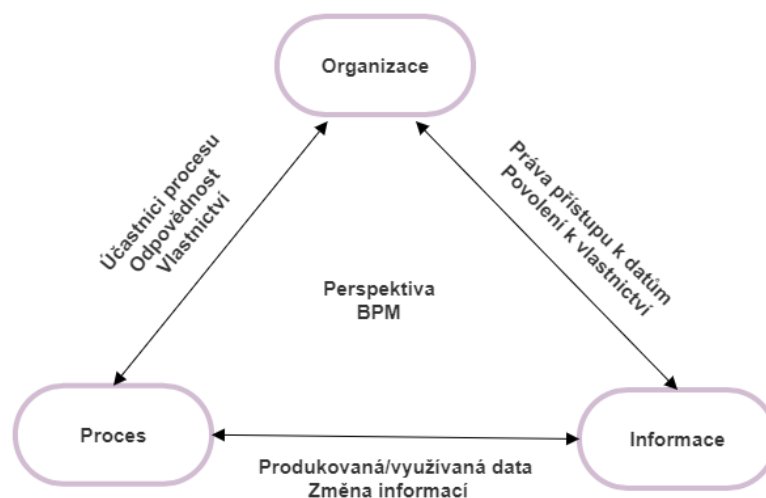 Organizace
Účastníci procesu
Odpovědnost
Vlastnictví
Práva přístupu k datům
Povolení k vlastnictví
Perspektiva
BPM
Proces
Informace
Produkovaná/využívaná data
Změna informací